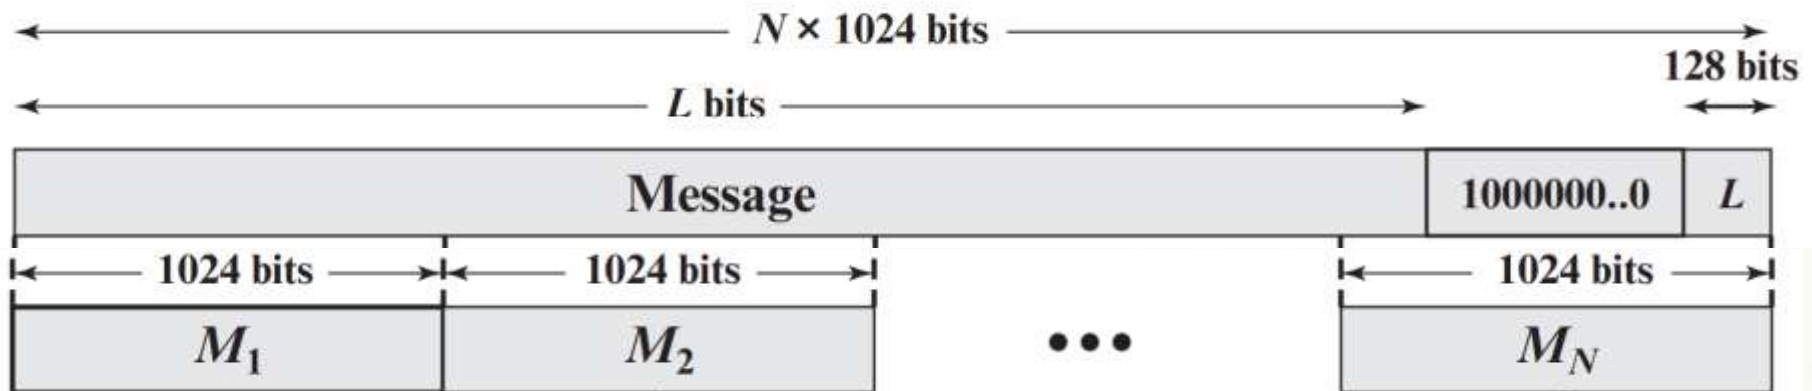 N × 1024 bits
128 bits
L bits
Message 1000000..0 L
1024 bits 1024 bits 1024 bits
M1 M2 ••• MN